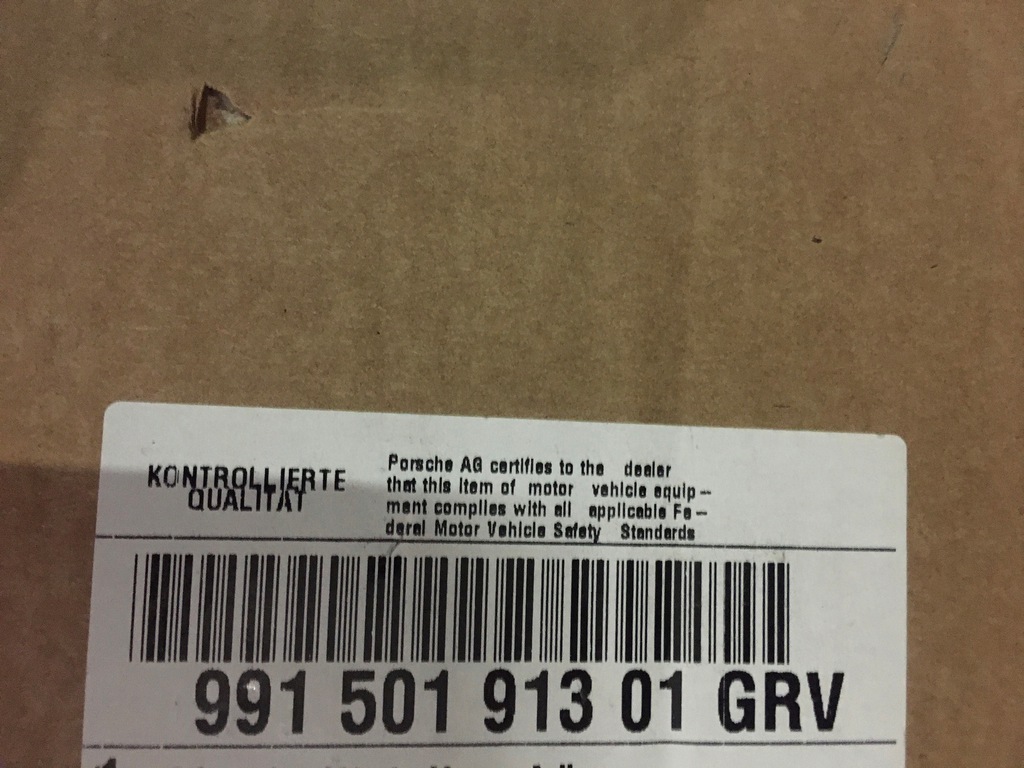 KONTROLLIERTE
QUALITÄT
Porsche AG certifies to the dealer
that this item of motor vehicle equip-
ment complies with all applicable Fe-
deral Motor Vehicle Safety Standards
991 501 913 01 GRV